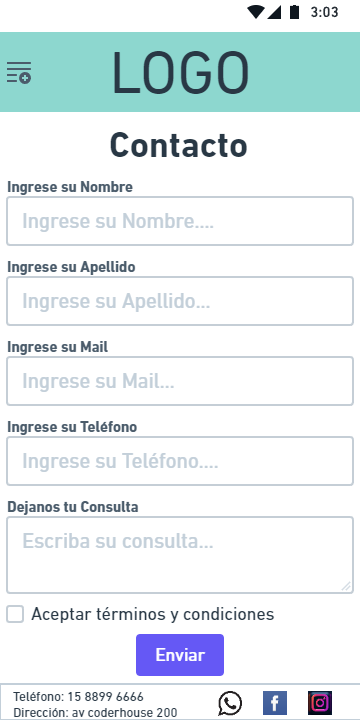 3:03
LOGO
Contacto
Ingrese su Nombre
Ingrese su Nombre....
Ingrese su Apellido
Ingrese su Apellido...
Ingrese su Mail
Ingrese su Mail...
Ingrese su Teléfono
Ingrese su Teléfono....
Dejanos tu Consulta
Escriba su consulta...
Aceptar términos y condiciones
Enviar
Teléfono: 15 8899 6666
Dirección: av coderhouse 200